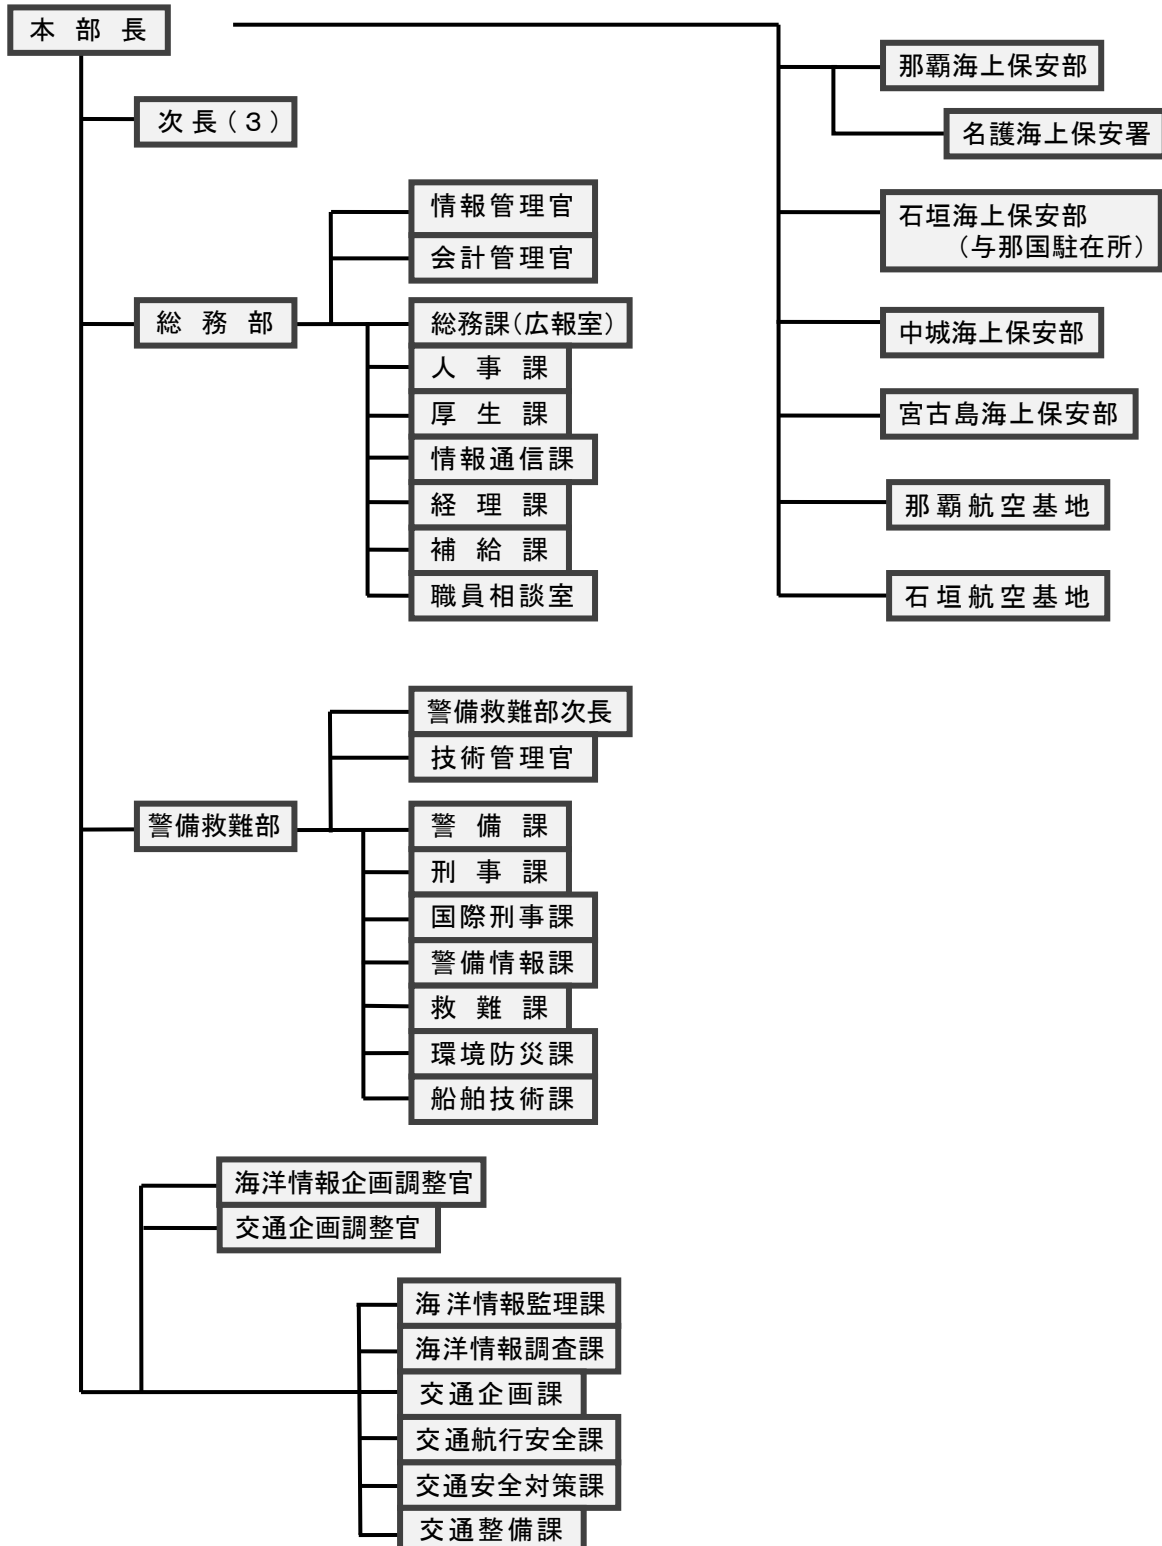 本部長
次長(3)
情報管理官
会計管理官
総務部
総務課(広報室)
人事課
厚生課
情報通信課
経理課
補給課
職員相談室
警備救難部次長
技術管理官
警備救難部
警備課
刑事課
国際刑事課
警備情報課
救難課
環境防災課
船舶技術課
海洋情報企画調整官
交通企画調整官
海洋情報監理課
海洋情報調査課
交通企画課
交通航行安全課
交通安全対策課
交通整備課
那覇海上保安部
名護海上保安署
石垣海上保安部
(与那国駐在所)
中城海上保安部
宮古島海上保安部
那覇航空基地
石垣航空基地